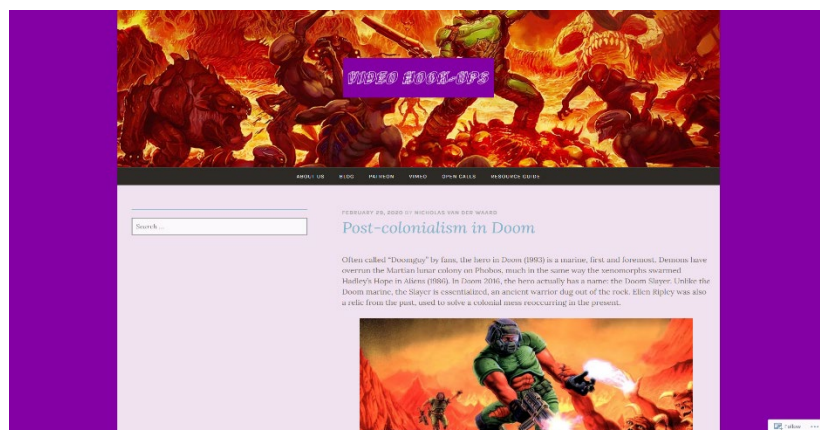 VIDEO HOOK-UPS
ABOUT US BLOG PATREON VIMEO OPEN CALLS RESOURCE GUIDE
FEBRUARY 25, 2020 BY NICHOLAS VAN DER WAARD
Search …
Post-colonialism in Doom
Often called “Doomguy” by fans, the hero in Doom (1993) is a marine, first and foremost. Demons have
overrun the Martian lunar colony on Phobos, much in the same way the xenomorphs swarmed
Hadley’s Hope in Aliens (1986). In Doom 2016, the hero actually has a name: the Doom Slayer. Unlike the
Doom marine, the Slayer is essentialized, an ancient warrior dug out of the rock. Ellen Ripley was also
a relic from the past, used to solve a colonial mess reoccurring in the present.
Follow